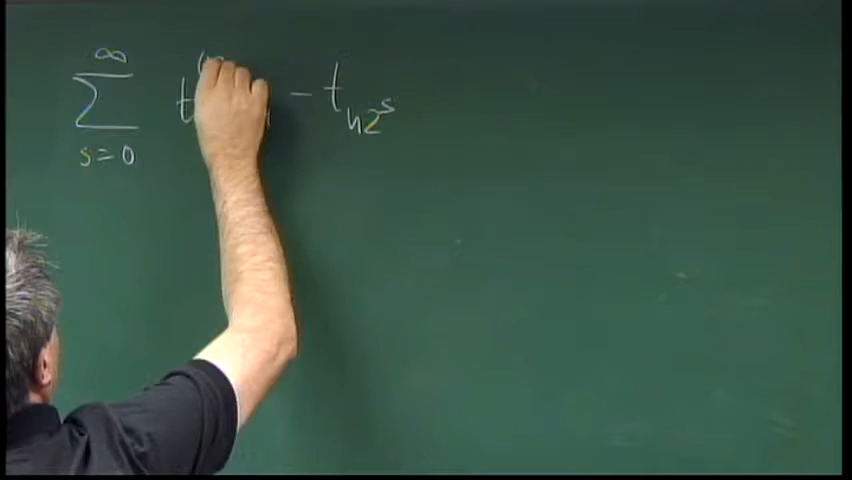 ∞
∑ t - t_{n2^s}
s=0